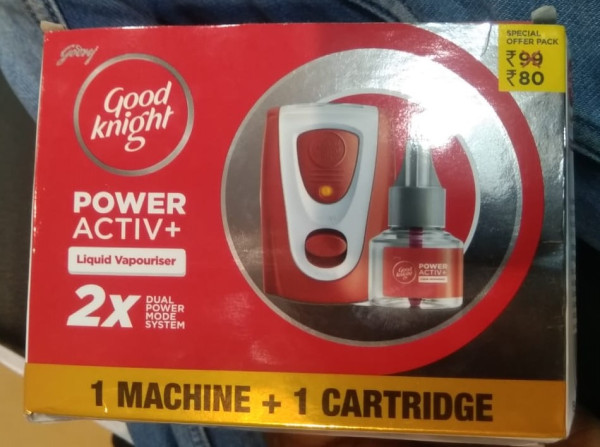 Godrej
SPECIAL
OFFER PACK
₹99
₹80
Good
knight
POWER
ACTIV+
Liquid Vapouriser
2x DUAL
POWER
MODE
SYSTEM
Good
knight
POWER
ACTIV+
1 MACHINE + 1 CARTRIDGE